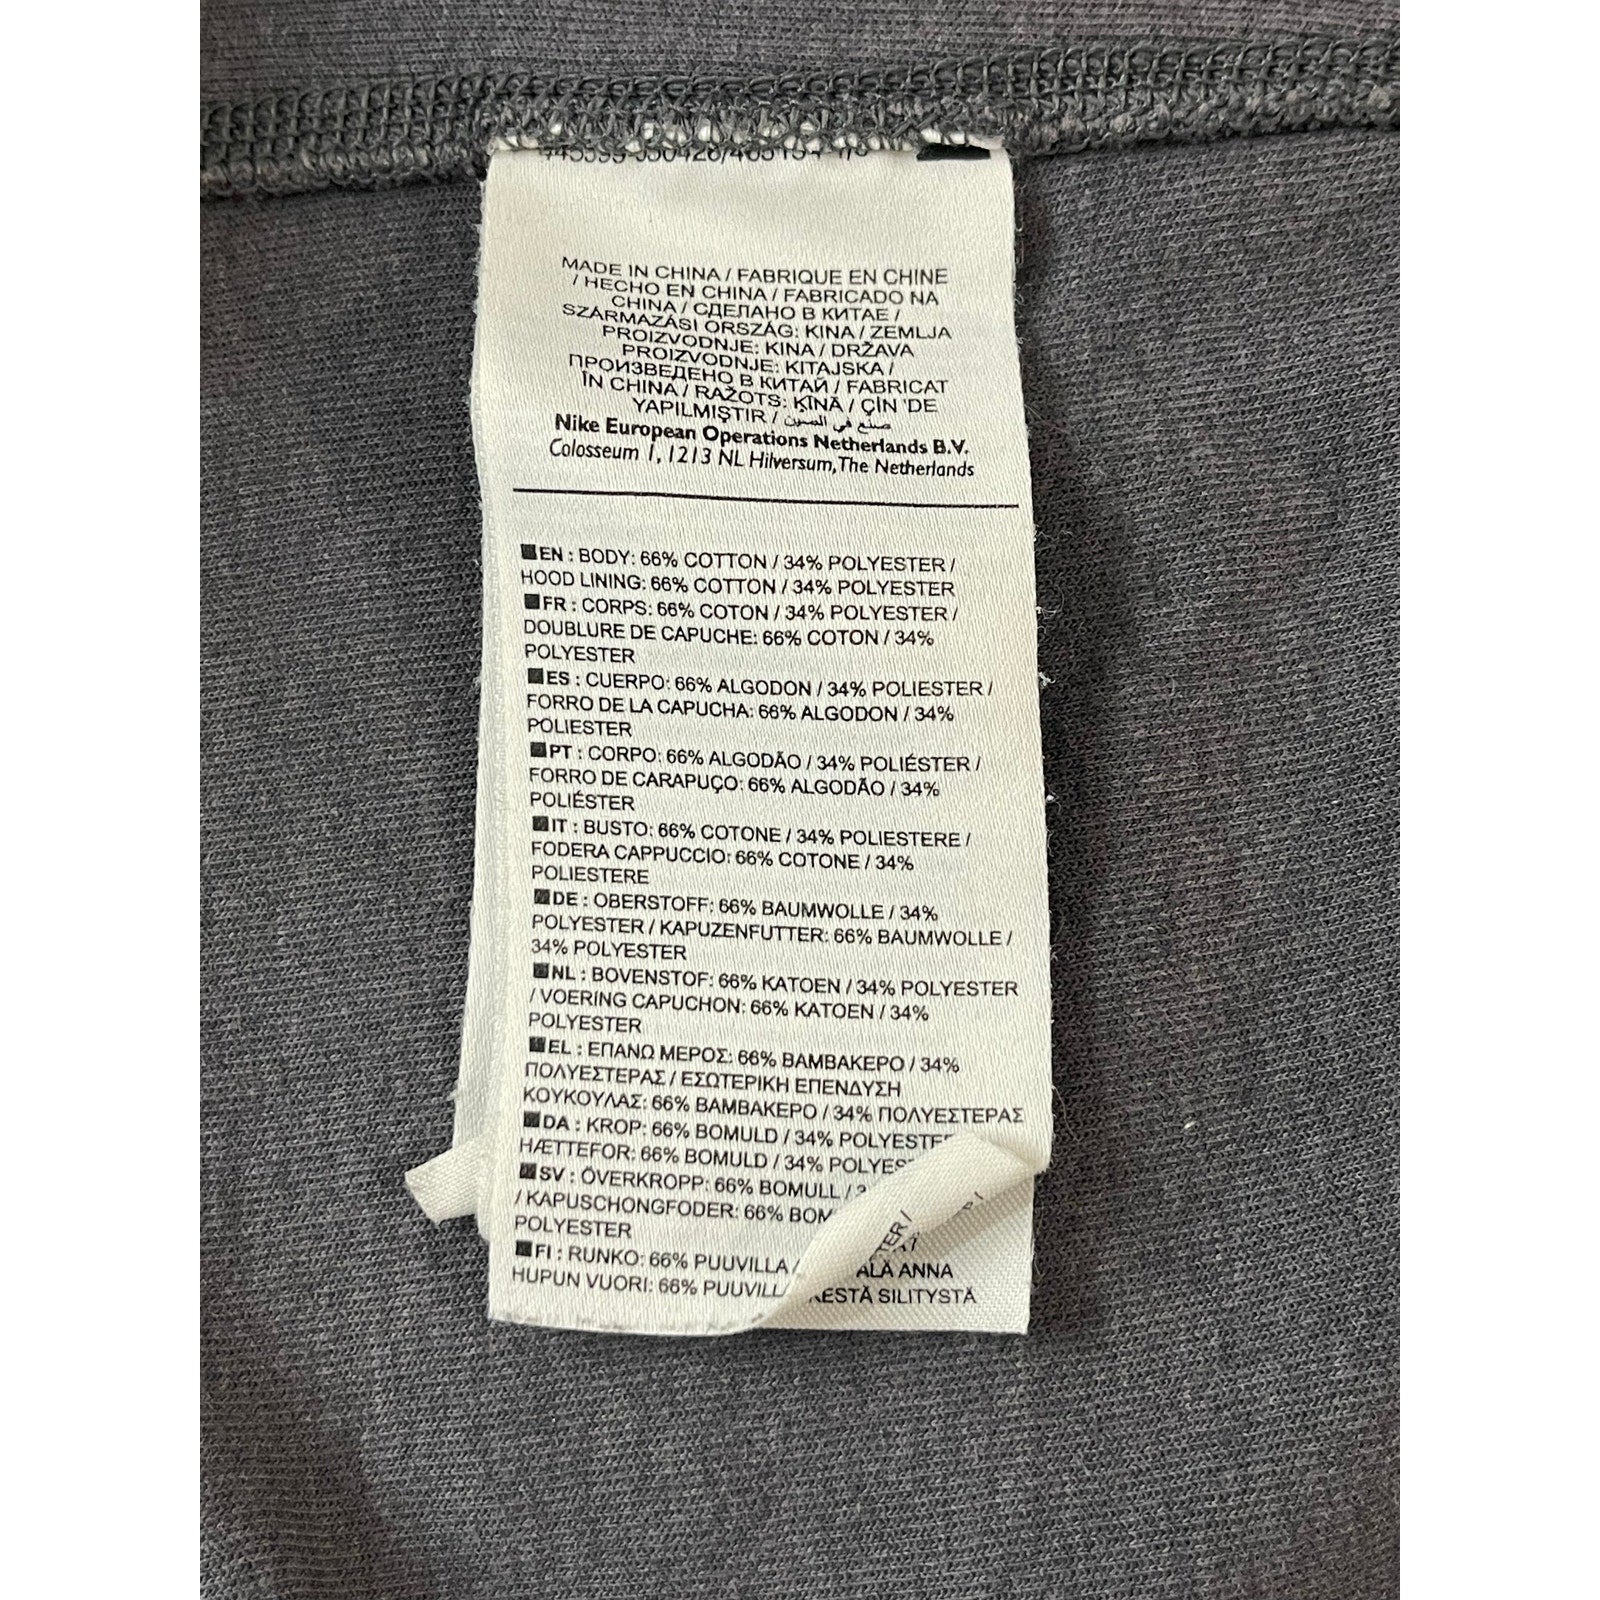 MADE IN CHINA / FABRIQUE EN CHINE
/ HECHO EN CHINA / FABRICADO NA
CHINA / СДЕЛАНО В КИТАЕ /
SZÁRMAZÁSI ORSZÁG: KINA / ZEMLJA
PROIZVODNJE: KINA / DRŽAVA
PROIZVODNJE: KITAJSKA /
ПРОИЗВЕДЕНО В КИТАЙ / FABRICAT
ÎN CHINA / RAŽOTS: ĶĪNĀ / ÇİN 'DE
YAPILMIŞTIR / صنع في الصين
Nike European Operations Netherlands B.V.
Colosseum 1, 1213 NL Hilversum, The Netherlands
EN : BODY: 66% COTTON / 34% POLYESTER /
HOOD LINING: 66% COTTON / 34% POLYESTER
FR : CORPS: 66% COTON / 34% POLYESTER /
DOUBLURE DE CAPUCHE: 66% COTON / 34%
POLYESTER
ES : CUERPO: 66% ALGODON / 34% POLIESTER /
FORRO DE LA CAPUCHA: 66% ALGODON / 34%
POLIESTER
PT : CORPO: 66% ALGODÃO / 34% POLIÉSTER /
FORRO DE CARAPUÇO: 66% ALGODÃO / 34%
POLIÉSTER
IT : BUSTO: 66% COTONE / 34% POLIESTERE /
FODERA CAPPUCCIO: 66% COTONE / 34%
POLIESTERE
DE : OBERSTOFF: 66% BAUMWOLLE / 34%
POLYESTER / KAPUZENFUTTER: 66% BAUMWOLLE /
34% POLYESTER
NL : BOVENSTOF: 66% KATOEN / 34% POLYESTER
/ VOERING CAPUCHON: 66% KATOEN / 34%
POLYESTER
EL : ΕΠΑΝΩ ΜΕΡΟΣ: 66% ΒΑΜΒΑΚΕΡΟ / 34%
ΠΟΛΥΕΣΤΕΡΑΣ / ΕΣΩΤΕΡΙΚΗ ΕΠΕΝΔΥΣΗ
ΚΟΥΚΟΥΛΑΣ: 66% ΒΑΜΒΑΚΕΡΟ / 34% ΠΟΛΥΕΣΤΕΡΑΣ
DA : KROP: 66% BOMULD / 34%
HÆTTEFOR: 66% BOMULD / 34%
SV : ÖVERKROPP: 66% BOMULL /
/ KAPUSCHONGFODER: 66%
POLYESTER
FI : RUNKO: 66% PUUVILLA /
ANNA
HUPUN VUORI: 66%
SILITYSTÄ